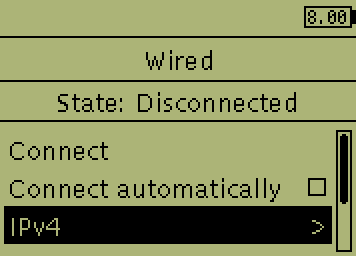 8.00
Wired
State: Disconnected
Connect
Connect automatically
IPv4 >